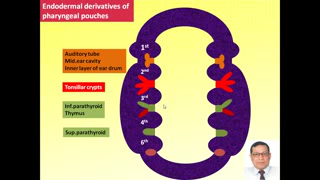 Endodermal derivatives of
pharyngeal pouches
Auditory tube
Mid.ear cavity
Inner layer of ear drum
Tonsillar crypts
Inf.parathyroid
Thymus
Sup.parathyroid
1st
2nd
3rd
4th
6th